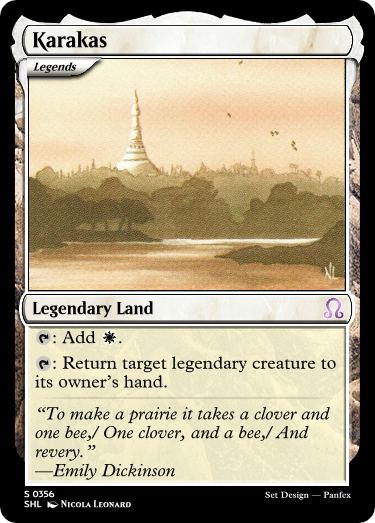 Karakas
Legends
NL
Legendary Land
: Add .
: Return target legendary creature to
its owner's hand.
"To make a prairie it takes a clover and
one bee,/ One clover, and a bee,/ And
revery."
—Emily Dickinson
S 0356
SHL Nicola Leonard
Set Design — Panfex